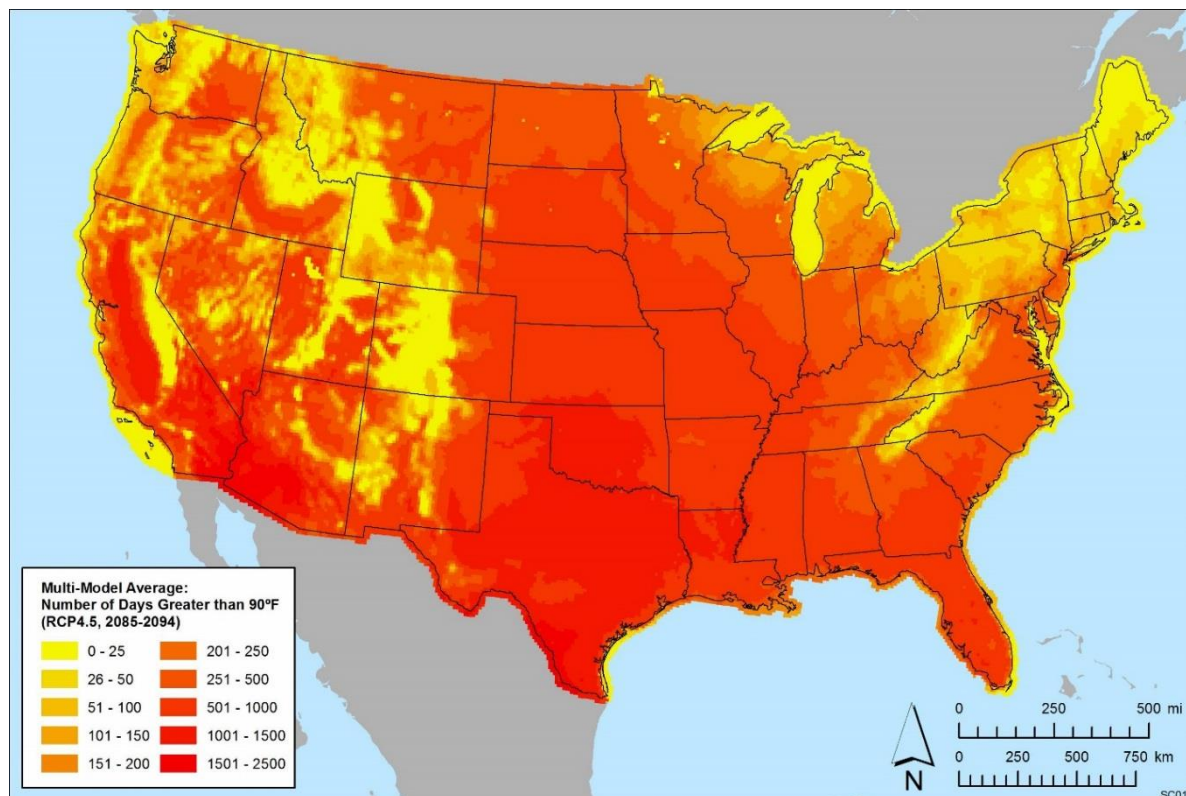 Multi-Model Average:
Number of Days Greater than 90ºF
(RCP4.5, 2085-2094)
0 - 25
26 - 50
51 - 100
101 - 150
151 - 200
201 - 250
251 - 500
501 - 1000
1001 - 1500
1501 - 2500
N
0 250 500 mi
0 250 500 750 km
SC01